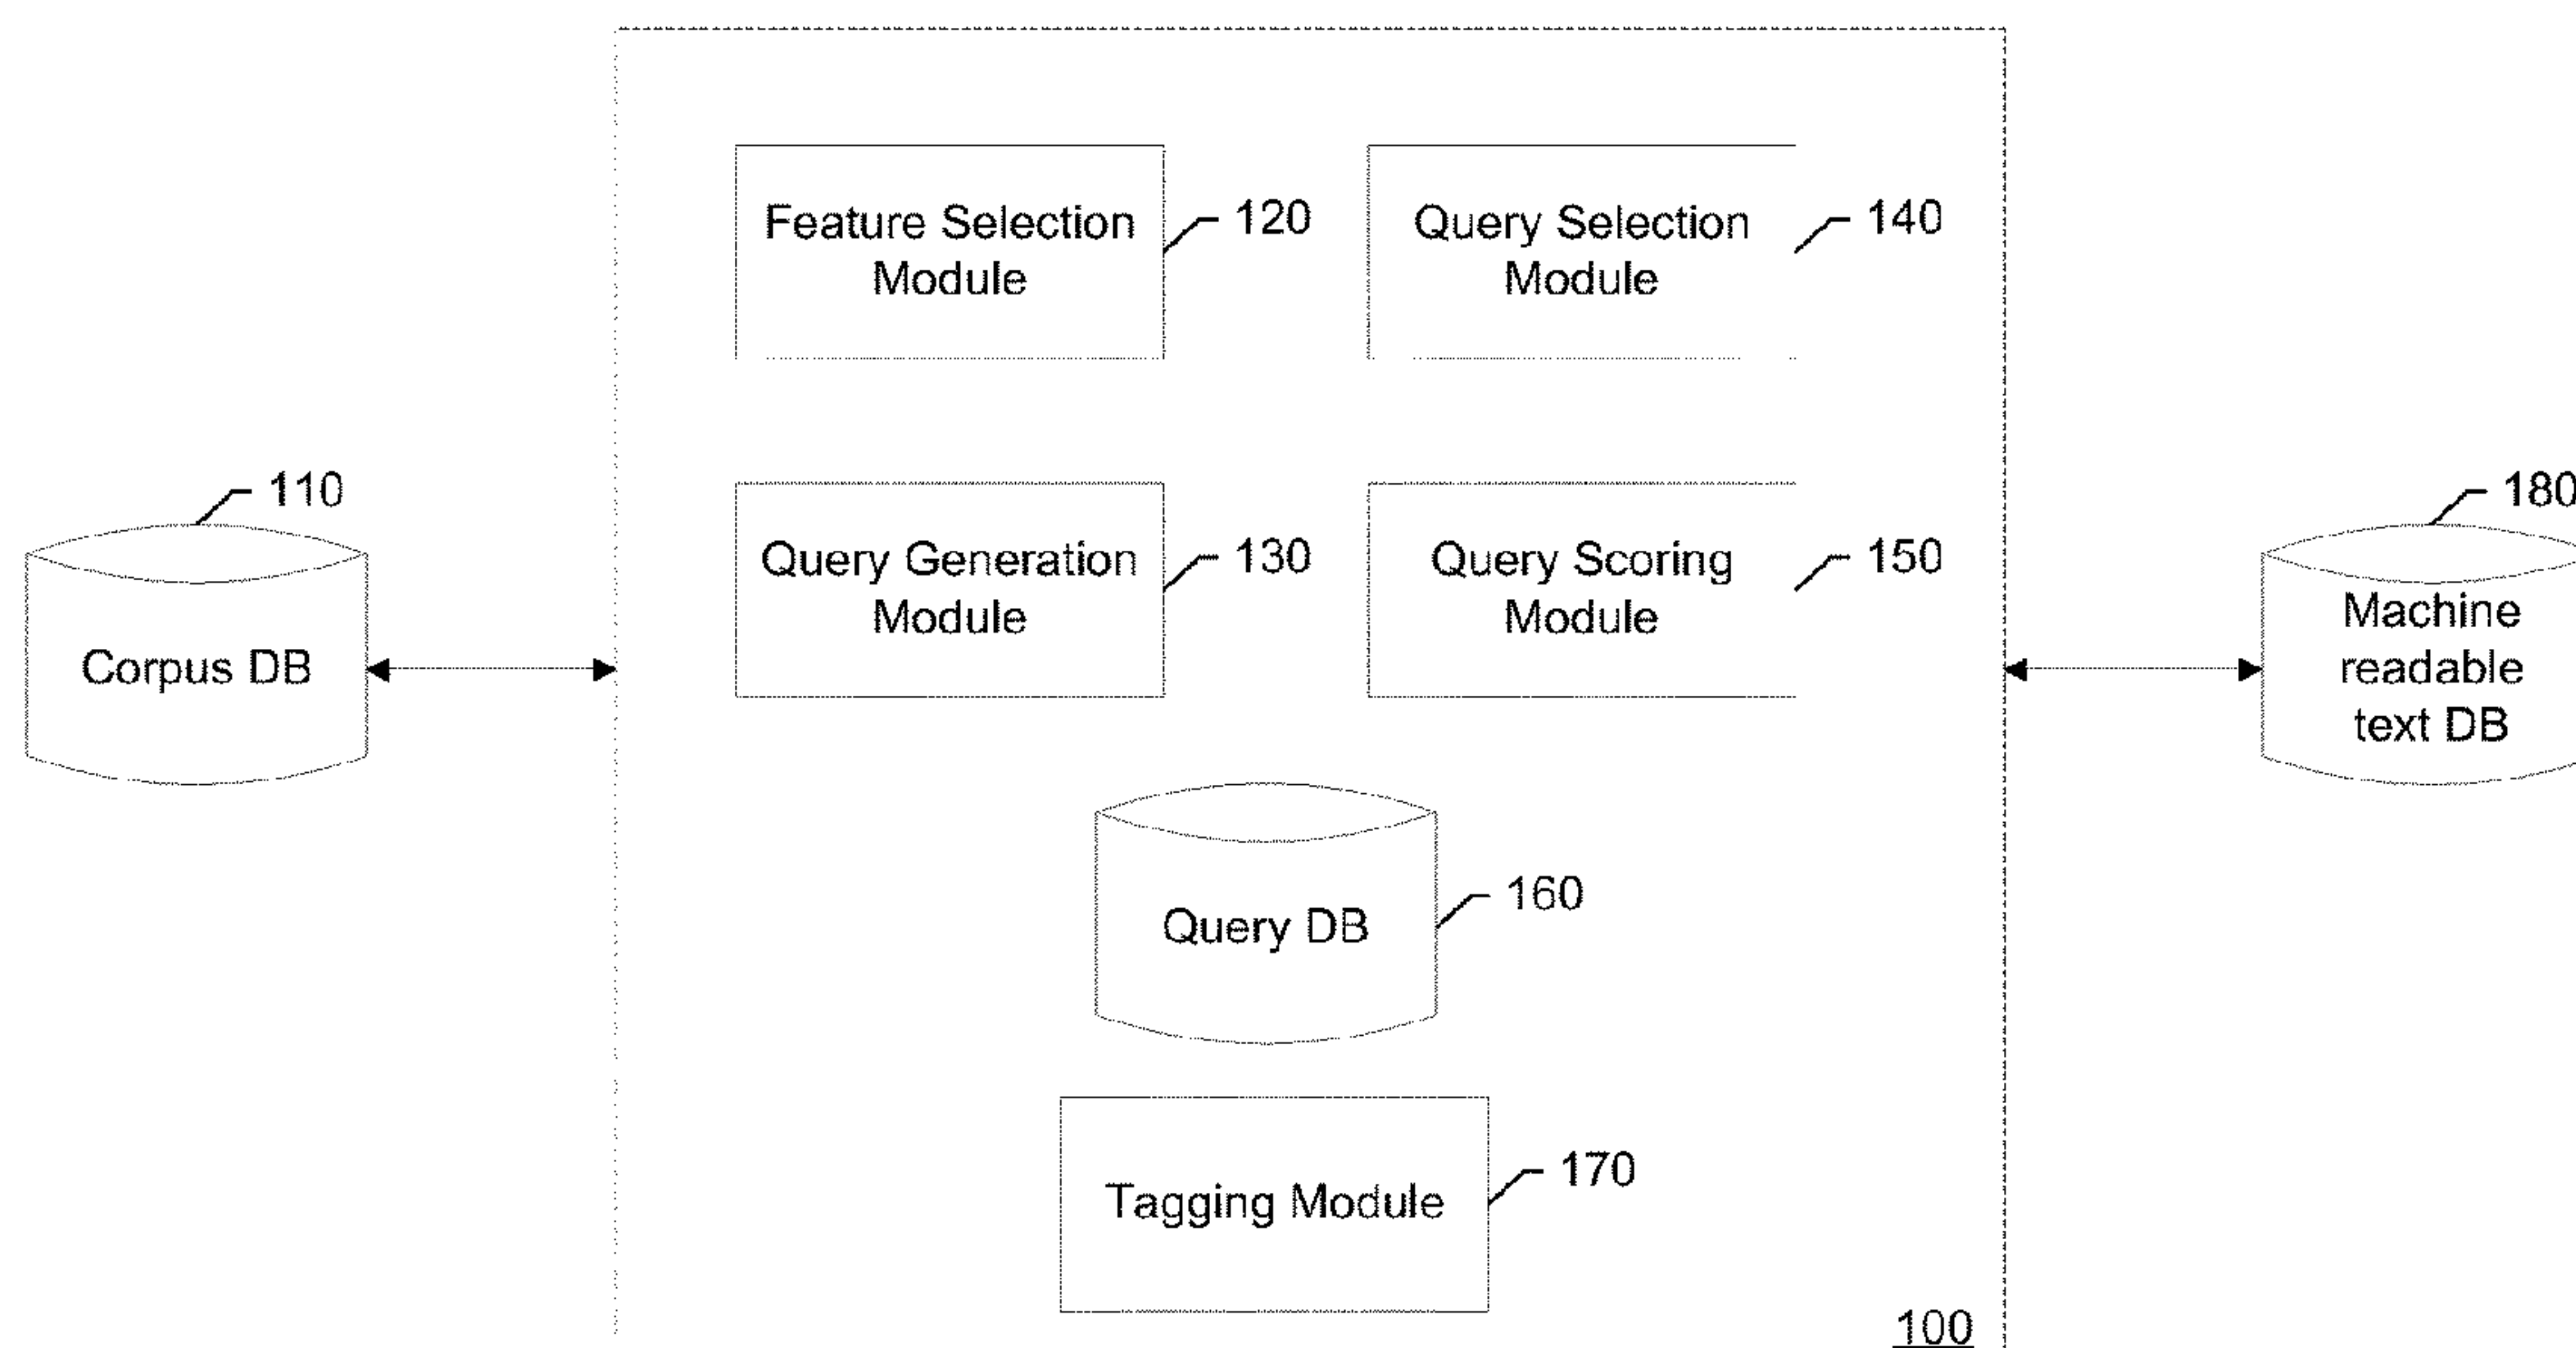 Feature Selection
Module
120
Query Selection
Module
140
110
Corpus DB
Query Generation
Module
130
Query Scoring
Module
150
180
Machine
readable
text DB
Query DB
160
Tagging Module
170
100